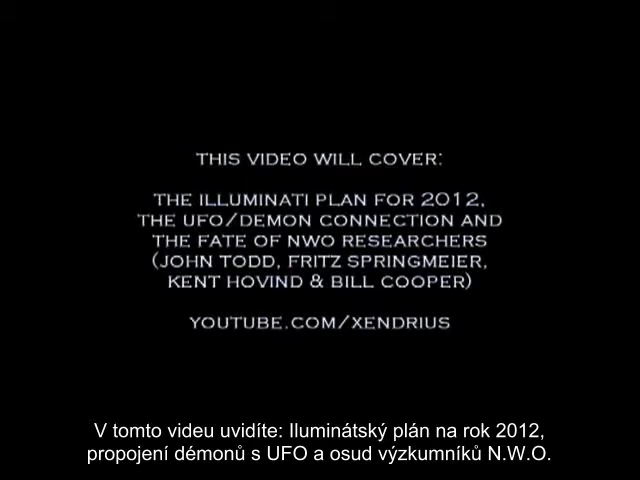 THIS VIDEO WILL COVER:
THE ILLUMINATI PLAN FOR 2012,
THE UFO/DEMON CONNECTION AND
THE FATE OF NWO RESEARCHERS
(JOHN TODD, FRITZ SPRINGMEIER,
KENT HOVIND & BILL COOPER)
YOUTUBE.COM/XENDRIUS
V tomto videu uvidíte: Iluminátský plán na rok 2012,
propojení démonů s UFO a osud výzkumníků N.W.O.